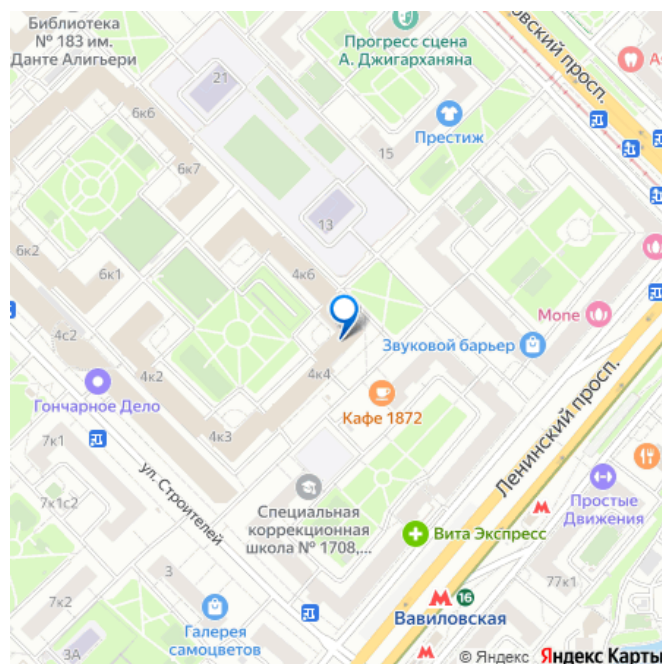 Библиотека
№ 183 им.
Данте Алигьери
Прогресс сцена
А. Джигарханяна
овский просп.
Ая
21
6к6
Престиж
15
6к7
13
6к2
6к1
4к6
Моне
4с2
Звуковой барьер
4к2
4к4
Гончарное Дело
Кафе 1872
Ленинский просп.
7к1
4к3
ул. Строителей
7к1с2
Специальная
коррекционная
школа № 1708,...
Простые
Движения
Вита Экспресс
3
77к1
7к2
16
Вавиловская
Галерея
самоцветов
3А
© Яндекс Яндекс Карты